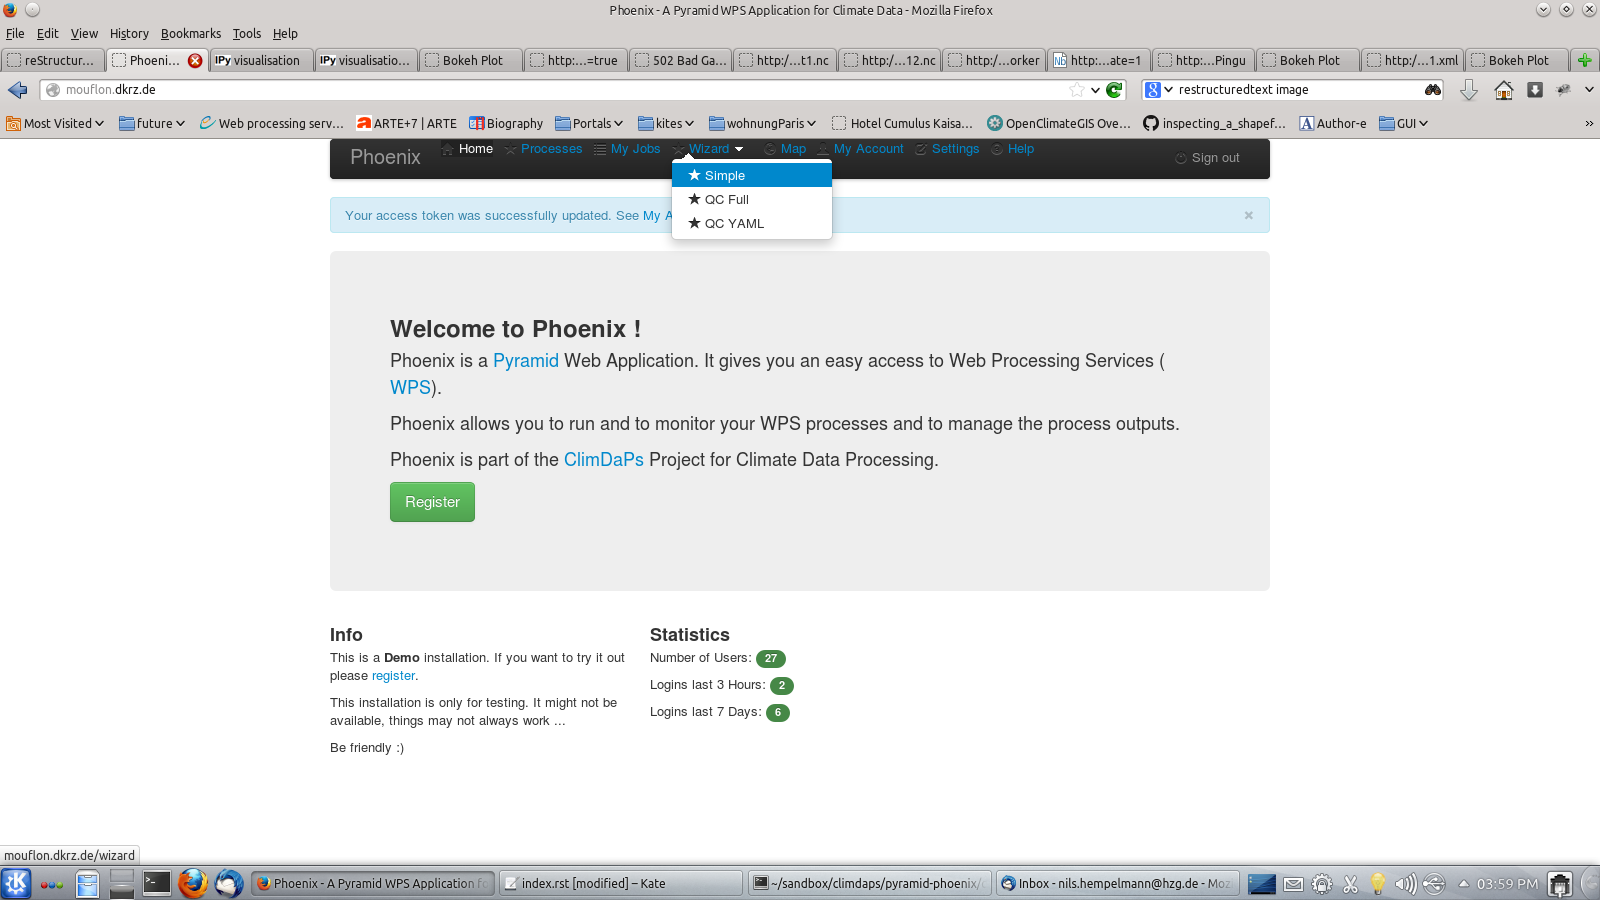 Phoenix - A Pyramid WPS Application for Climate Data - Mozilla Firefox
File Edit View History Bookmarks Tools Help
reStructur... Phoeni... IPy visualisation IPy visualisatio... Bokeh Plot http:...=true 502 Bad Ga... http:/...t1.nc http:/...12.nc http:/...orker http:...ate=1 http:...Pingu Bokeh Plot http:/...1.xml Bokeh Plot
mouflon.dkrz.de restructuredtext image
Most Visited future Web processing serv... ARTE+7 | ARTE Biography Portals kites wohnungParis Hotel Cumulus Kaisa... OpenClimateGIS Ove... inspecting_a_shapef... Author-e GUI »
Phoenix Home Processes My Jobs Wizard Map My Account Settings Help Sign out
Simple
QC Full
QC YAML
Your access token was successfully updated. See My A ×
Welcome to Phoenix !
Phoenix is a Pyramid Web Application. It gives you an easy access to Web Processing Services (
WPS).
Phoenix allows you to run and to monitor your WPS processes and to manage the process outputs.
Phoenix is part of the ClimDaPs Project for Climate Data Processing.
Register
Info
This is a Demo installation. If you want to try it out
please register.
This installation is only for testing. It might not be
available, things may not always work ...
Be friendly :)
Statistics
Number of Users: 27
Logins last 3 Hours: 2
Logins last 7 Days: 6
mouflon.dkrz.de/wizard
Phoenix - A Pyramid WPS Application fo index.rst [modified] – Kate ~/sandbox/climdaps/pyramid-phoenix/ Inbox - nils.hempelmann@hzg.de - Moz 03:59 PM